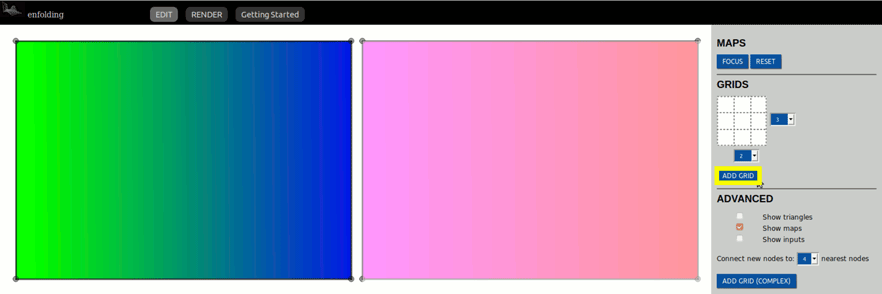 enfolding EDIT RENDER Getting Started
MAPS
FOCUS RESET
GRIDS
3
2
ADD GRID
ADVANCED
Show triangles
Show maps
Show inputs
Connect new nodes to: 4 nearest nodes
ADD GRID (COMPLEX)